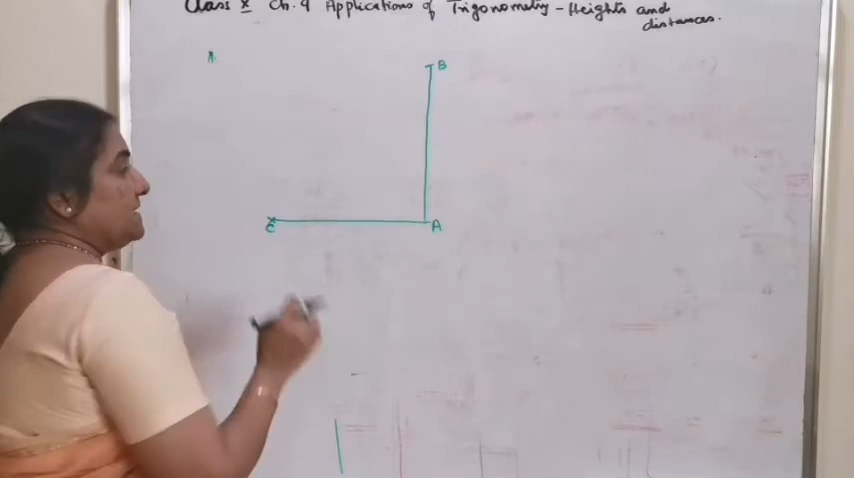 Class X Ch. 9 Applications of Trigonometry - Heights and
distances.
B
C
A